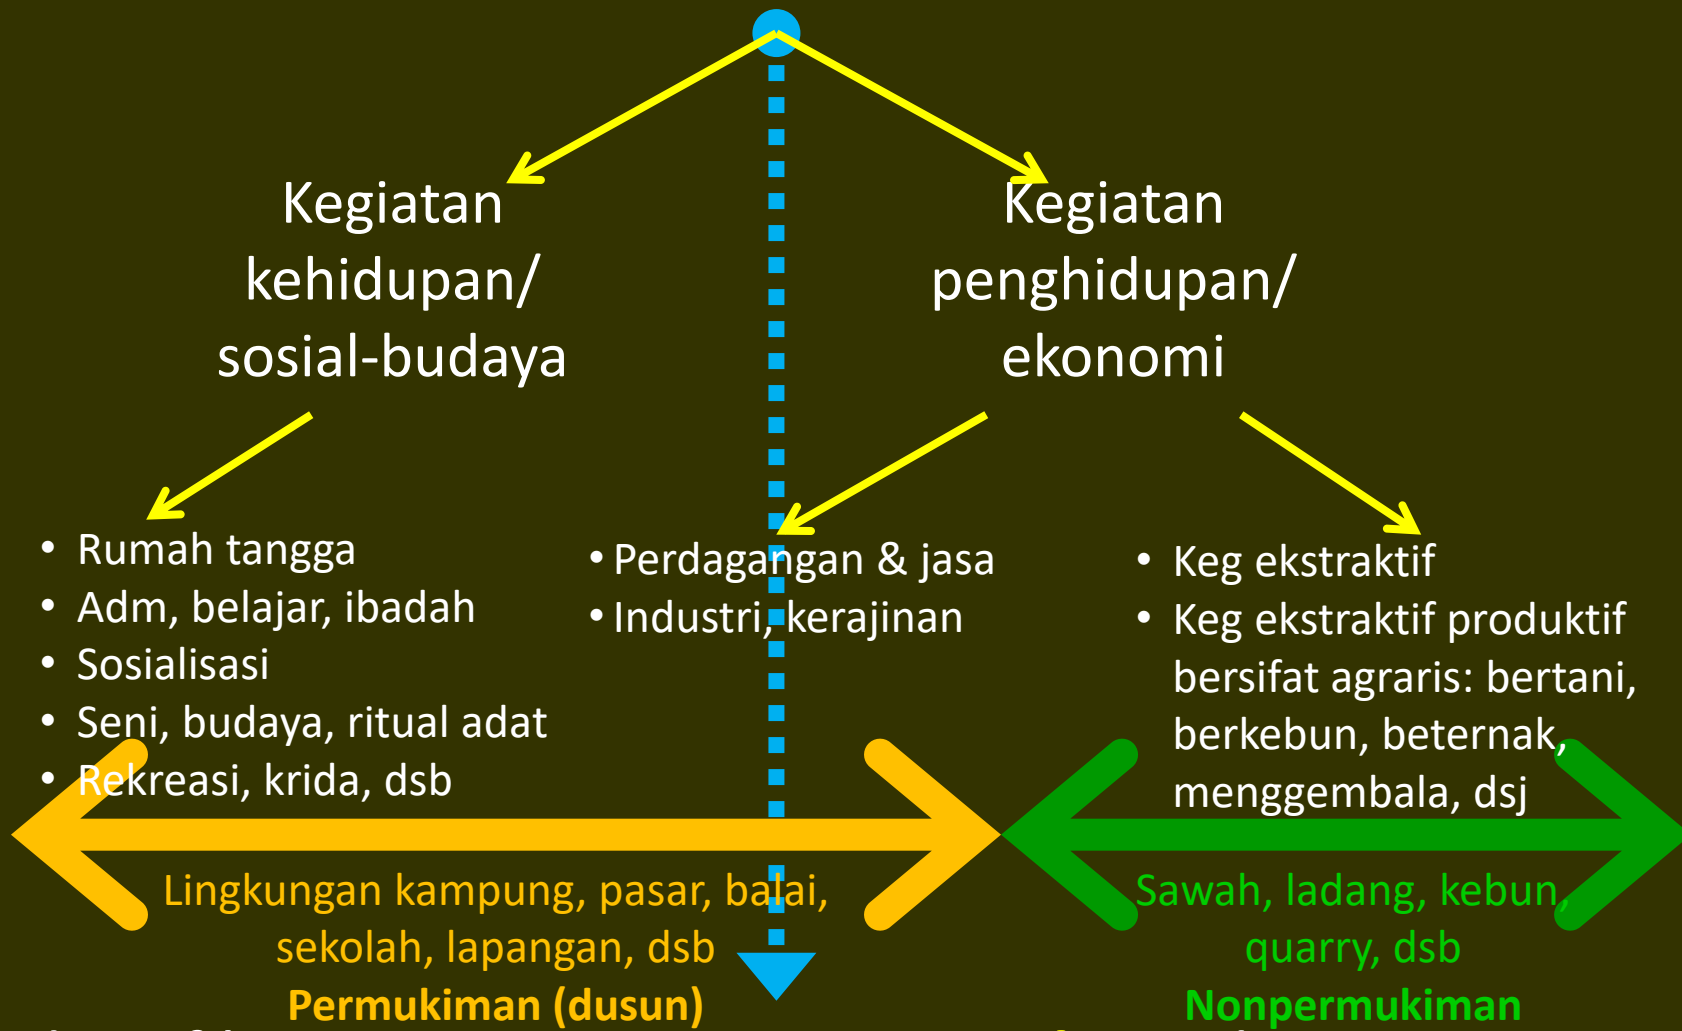 Kegiatan
kehidupan/
sosial-budaya
Kegiatan
penghidupan/
ekonomi
• Rumah tangga
• Adm, belajar, ibadah
• Sosialisasi
• Seni, budaya, ritual adat
• Rekreasi, krida, dsb
• Perdagangan & jasa
• Industri, kerajinan
• Keg ekstraktif
• Keg ekstraktif produktif
bersifat agraris: bertani,
berkebun, beternak,
menggembala, dsj
Lingkungan kampung, pasar, balai,
sekolah, lapangan, dsb
Permukiman (dusun)
Sawah, ladang, kebun,
quarry, dsb
Nonpermukiman